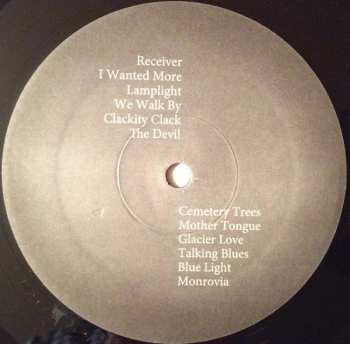 Receiver
I Wanted More
Lamplight
We Walk By
Clackity Clack
The Devil
Cemetery Trees
Mother Tongue
Glacier Love
Talking Blues
Blue Light
Monrovia